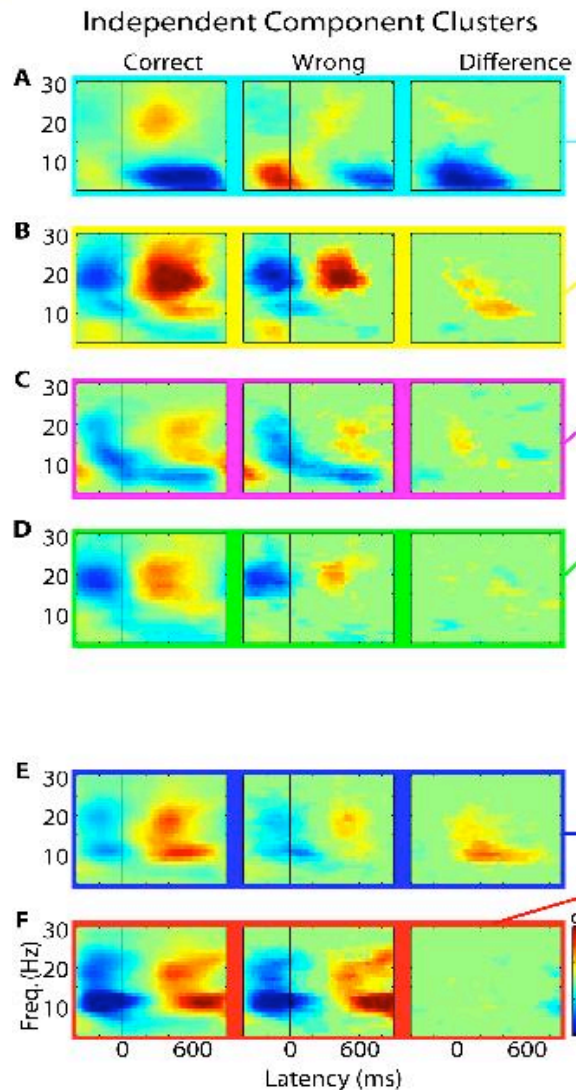 Independent Component Clusters
Correct Wrong Difference
A 30
20
10
B 30
20
10
C 30
20
10
D 30
20
10
E 30
20
10
F 30
20
10
Freq. (Hz)
0 600 0 600 0 600
Latency (ms)